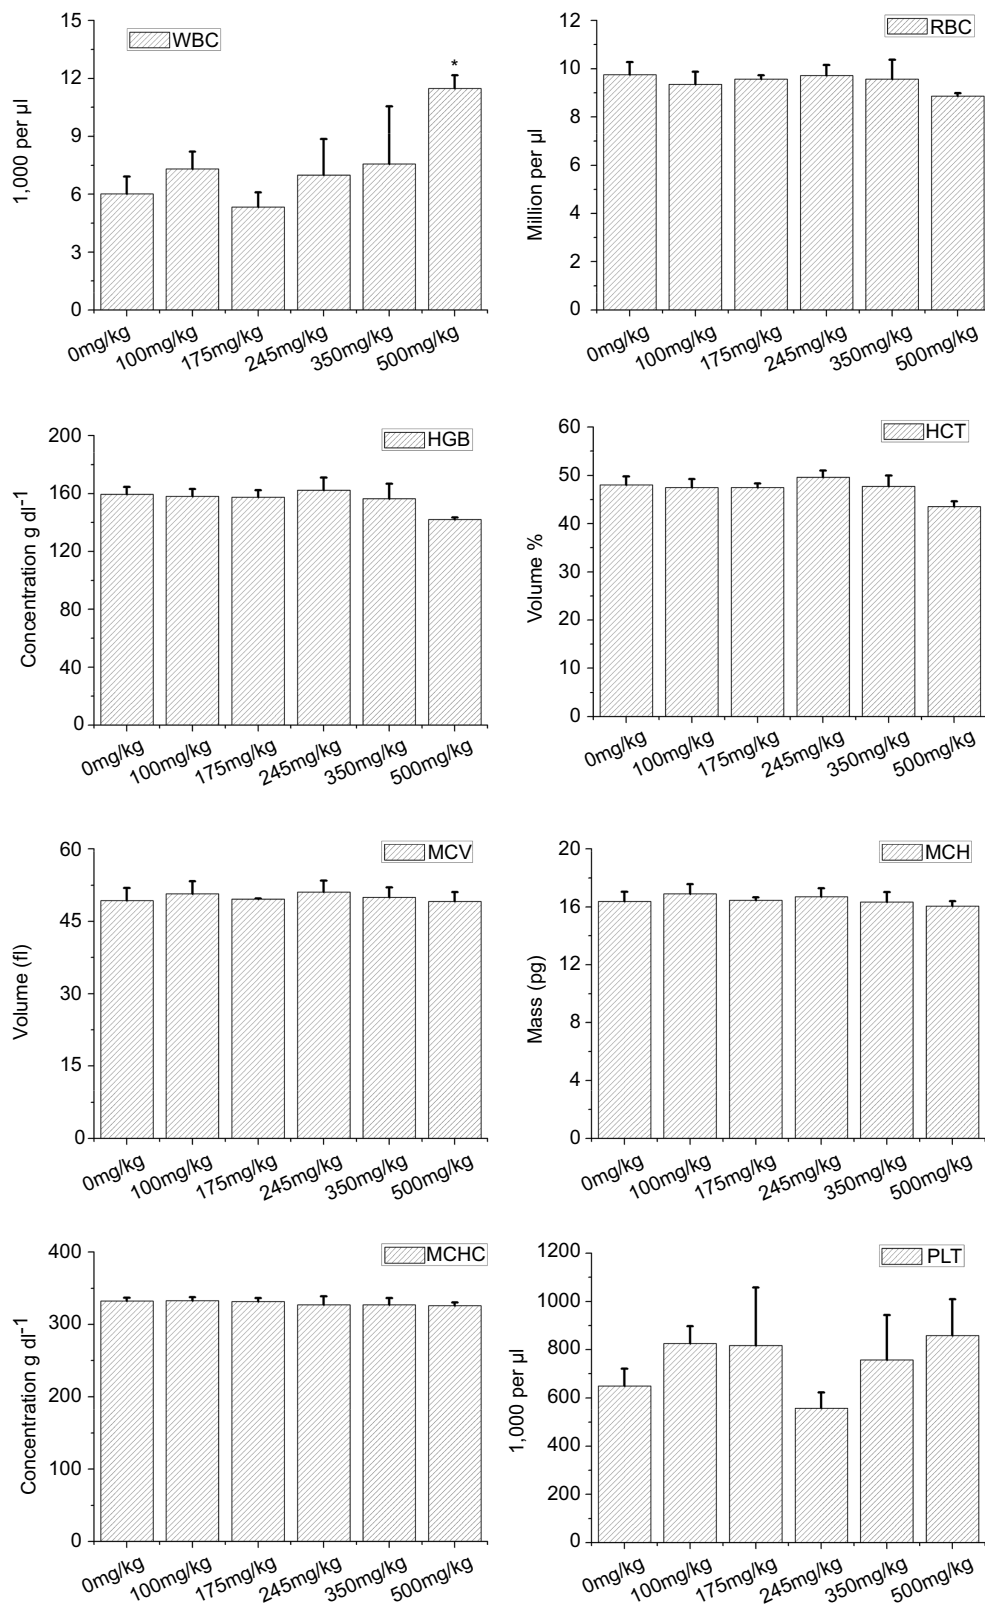 WBC
1,000 per µl
15
12
9
6
3
0
*
0mg/kg
100mg/kg
175mg/kg
245mg/kg
350mg/kg
500mg/kg
RBC
Million per µl
12
10
8
6
4
2
0
0mg/kg
100mg/kg
175mg/kg
245mg/kg
350mg/kg
500mg/kg
HGB
Concentration g dl⁻¹
200
160
120
80
40
0
0mg/kg
100mg/kg
175mg/kg
245mg/kg
350mg/kg
500mg/kg
HCT
Volume %
60
50
40
30
20
10
0
0mg/kg
100mg/kg
175mg/kg
245mg/kg
350mg/kg
500mg/kg
MCV
Volume (fl)
60
45
30
15
0
0mg/kg
100mg/kg
175mg/kg
245mg/kg
350mg/kg
500mg/kg
MCH
Mass (pg)
20
16
12
8
4
0
0mg/kg
100mg/kg
175mg/kg
245mg/kg
350mg/kg
500mg/kg
MCHC
Concentration g dl⁻¹
400
300
200
100
0
0mg/kg
100mg/kg
175mg/kg
245mg/kg
350mg/kg
500mg/kg
PLT
1,000 per µl
1200
1000
800
600
400
200
0
0mg/kg
100mg/kg
175mg/kg
245mg/kg
350mg/kg
500mg/kg